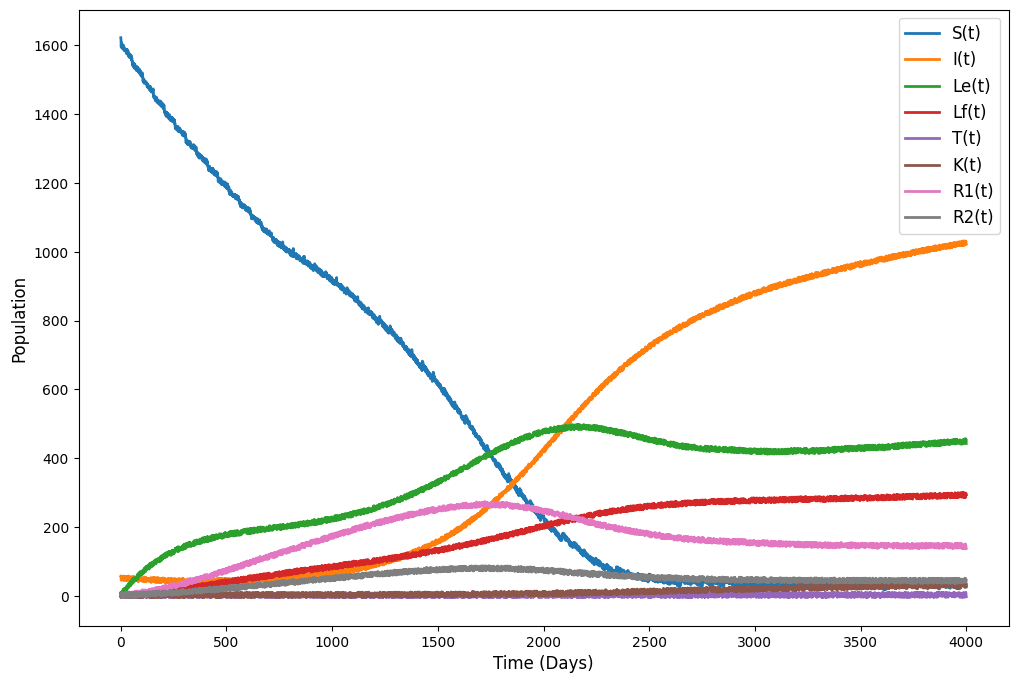 1600
1400
1200
1000
800
600
400
200
0
Population
0 500 1000 1500 2000 2500 3000 3500 4000
Time (Days)
S(t)
I(t)
Le(t)
Lf(t)
T(t)
K(t)
R1(t)
R2(t)